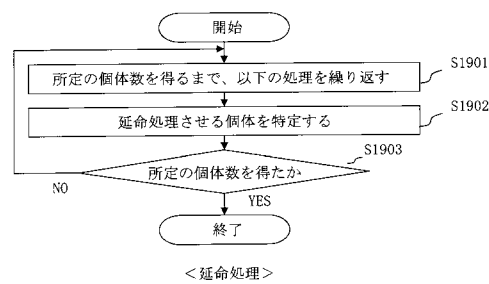 開始
所定の個体数を得るまで、以下の処理を繰り返す
S1901
延命処理させる個体を特定する
S1902
所定の個体数を得たか
S1903
NO
YES
終了
<延命処理>